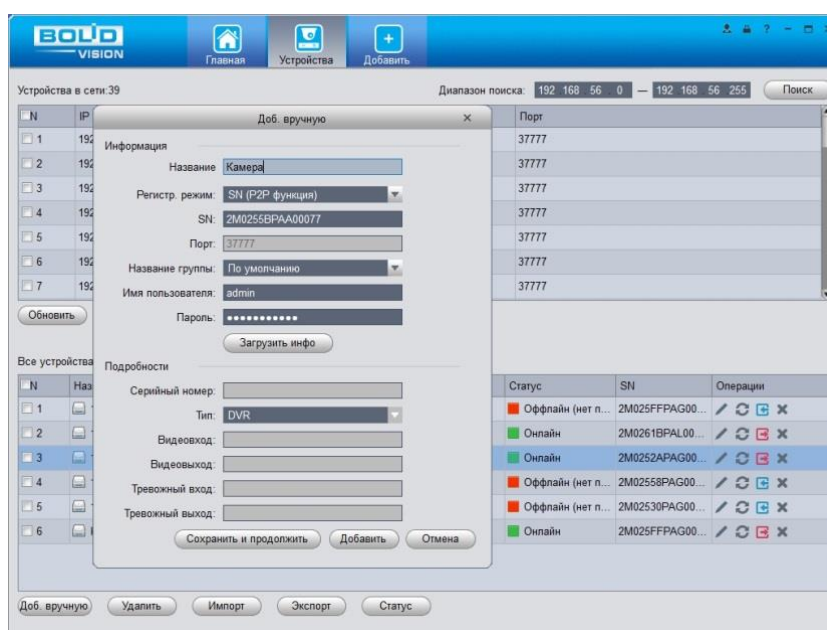 BOLID
VISION
Главная
Устройства
Добавить
?
Устройства в сети:39
Диапазон поиска: 192 168 56 0 — 192 168 56 255 Поиск
N IP Порт
1 192 37777
2 192 37777
3 192 37777
4 192 37777
5 192 37777
6 192 37777
7 192 37777
Обновить
Доб. вручную
Информация
Название Камера
Регистр. режим: SN (P2P функция)
SN: 2M0255BPAA00077
Порт: 37777
Название группы: По умолчанию
Имя пользователя: admin
Пароль: •••••••••••
Загрузить инфо
Подробности
Серийный номер:
Тип: DVR
Видеовход:
Видеовыход:
Тревожный вход:
Тревожный выход:
Сохранить и продолжить Добавить Отмена
Все устройства
N Наз Статус SN Операции
1 Оффлайн (нет п... 2M025FFPAG00...
2 Онлайн 2M0261BPAL00...
3 Онлайн 2M0252APAG00...
4 Оффлайн (нет п... 2M02558PAG00...
5 Оффлайн (нет п... 2M02530PAG00...
6 Онлайн 2M025FFPAG00...
Доб. вручную Удалить Импорт Экспорт Статус